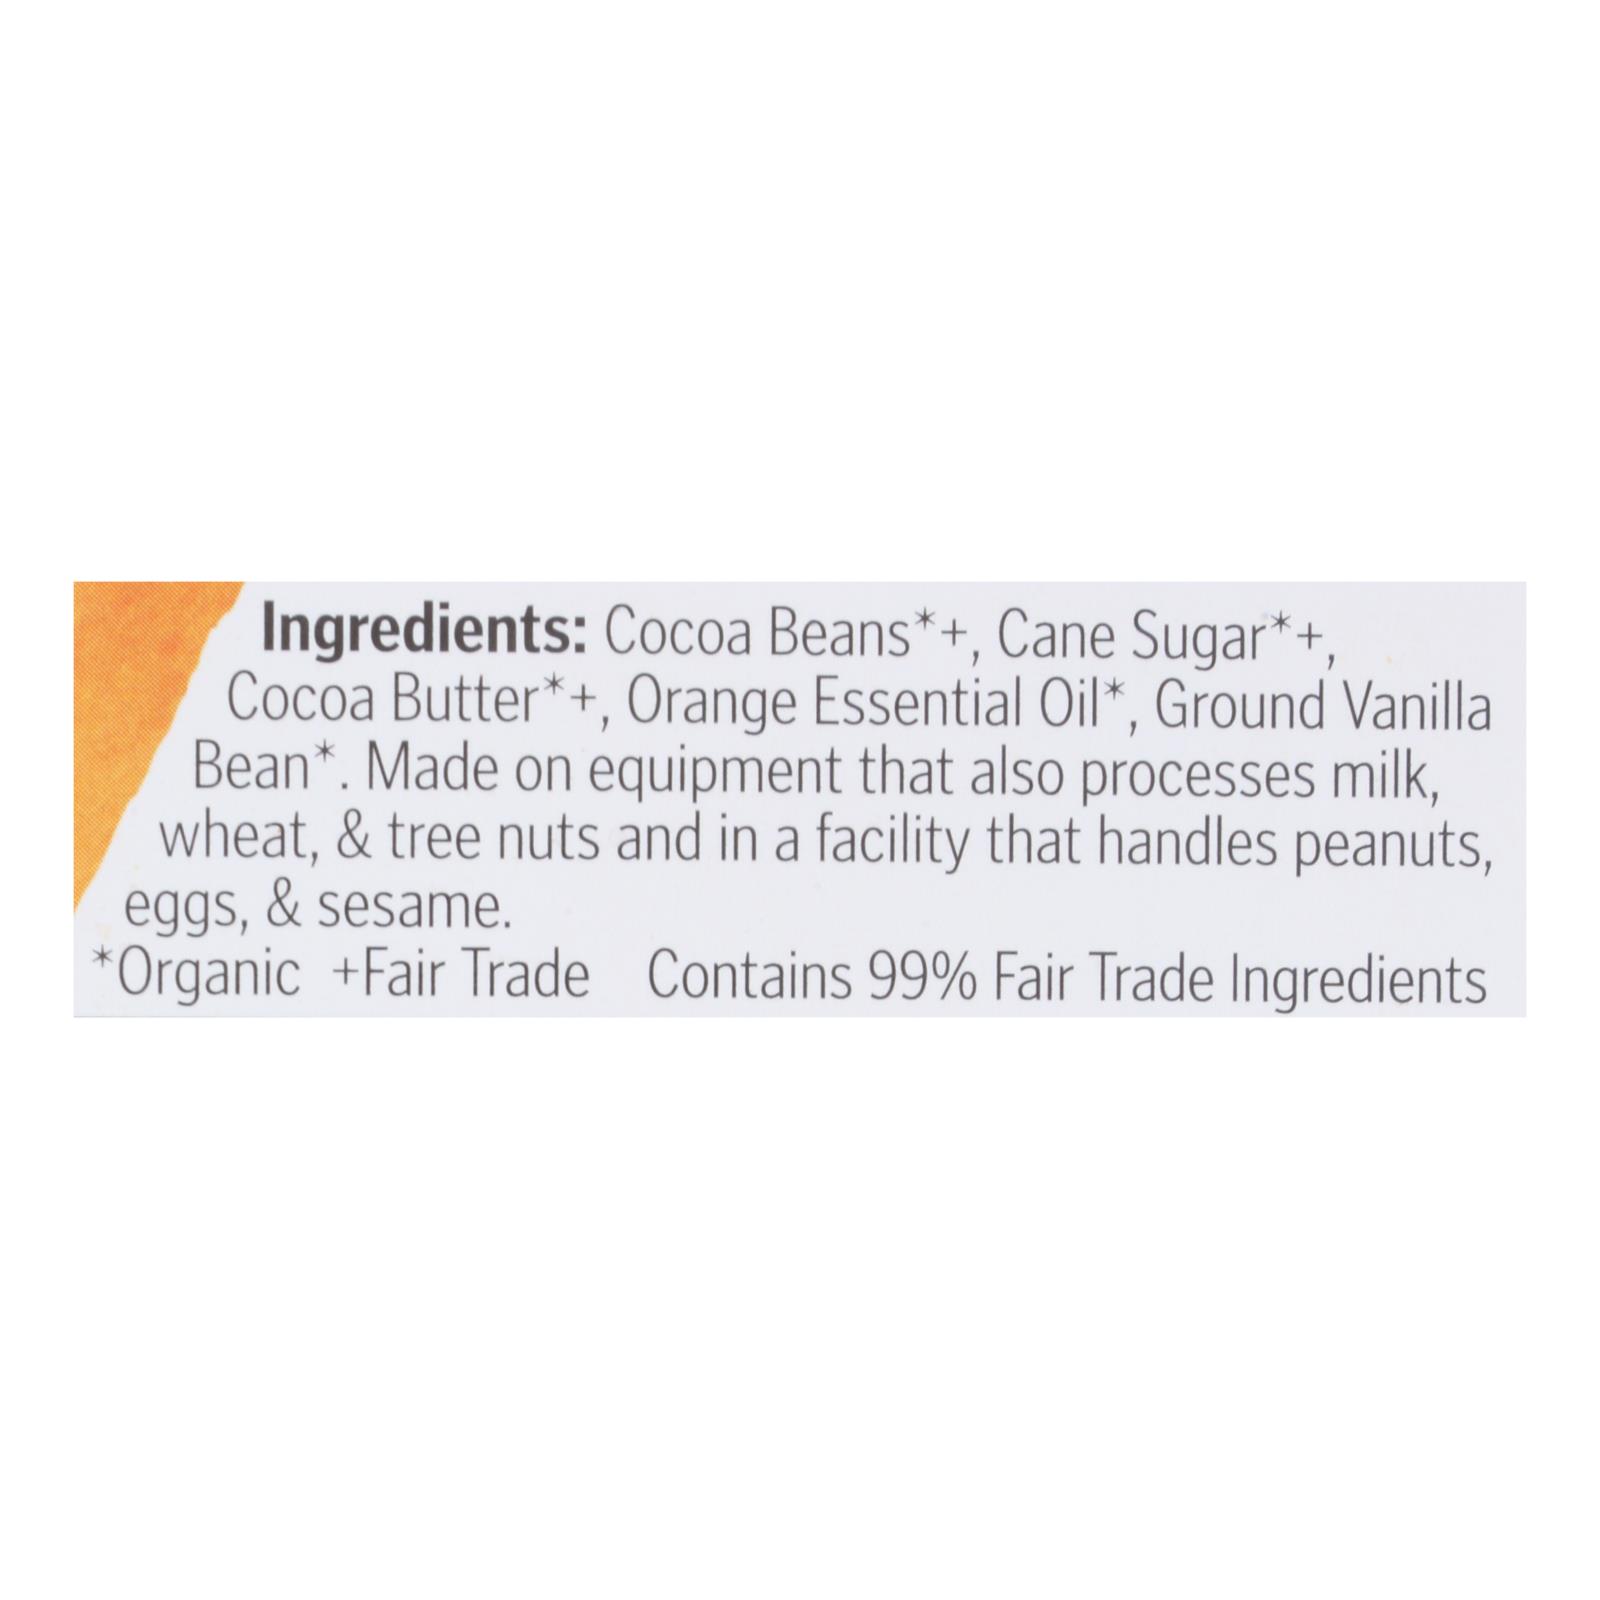 Ingredients: Cocoa Beans*+, Cane Sugar*+,
Cocoa Butter*+, Orange Essential Oil*, Ground Vanilla
Bean*. Made on equipment that also processes milk,
wheat, & tree nuts and in a facility that handles peanuts,
eggs, & sesame.
*Organic +Fair Trade Contains 99% Fair Trade Ingredients